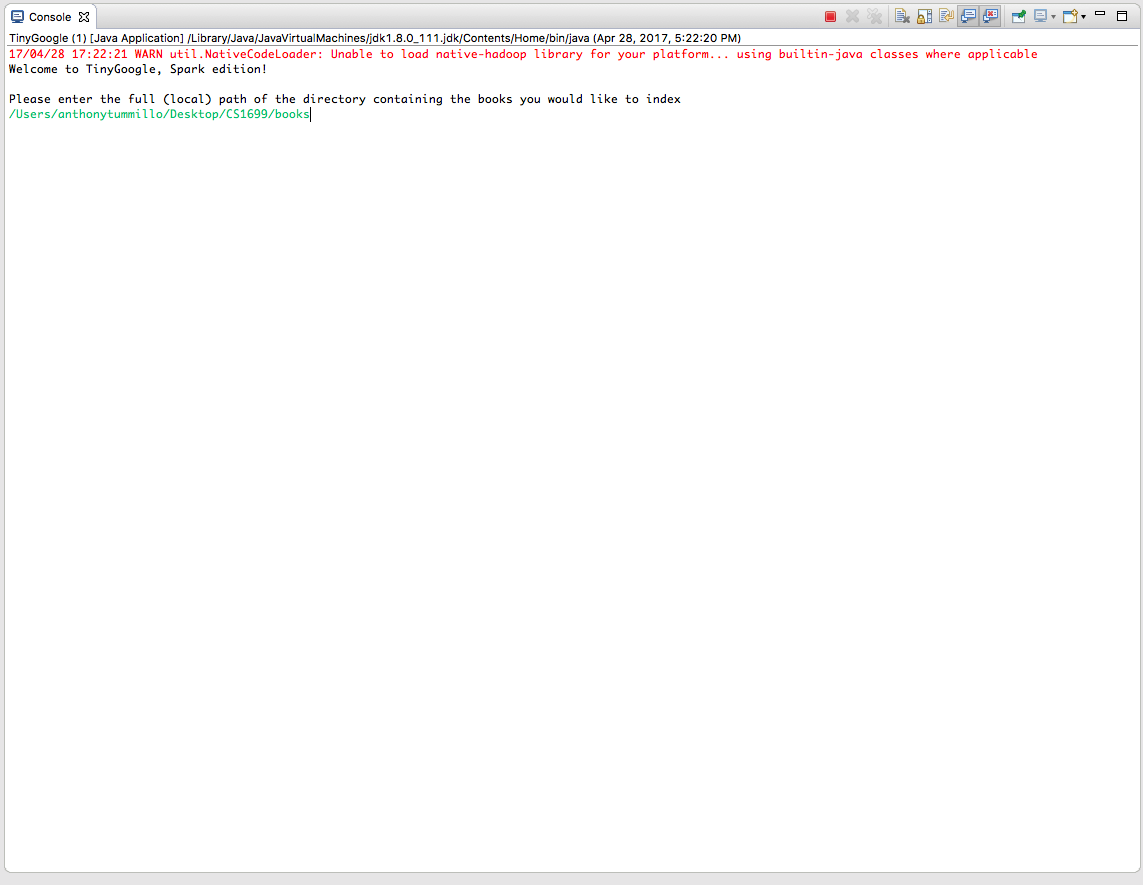 Console
TinyGoogle (1) [Java Application] /Library/Java/JavaVirtualMachines/jdk1.8.0_111.jdk/Contents/Home/bin/java (Apr 28, 2017, 5:22:20 PM)
17/04/28 17:22:21 WARN util.NativeCodeLoader: Unable to load native-hadoop library for your platform... using builtin-java classes where applicable
Welcome to TinyGoogle, Spark edition!
Please enter the full (local) path of the directory containing the books you would like to index
/Users/anthonytummillo/Desktop/CS1699/books